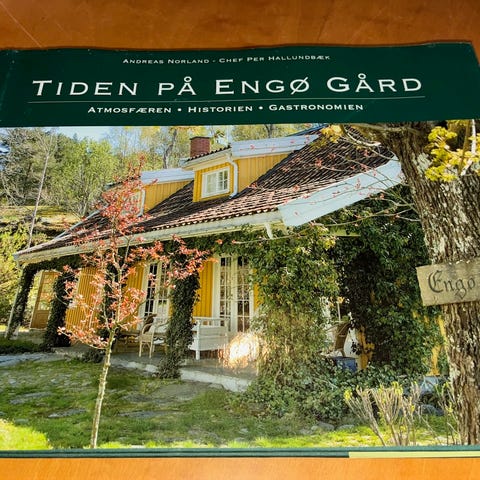 Andreas Norland - Chef Per Hallundbæk
Tiden på Engø Gård
Atmosfæren • Historien • Gastronomien
Engø